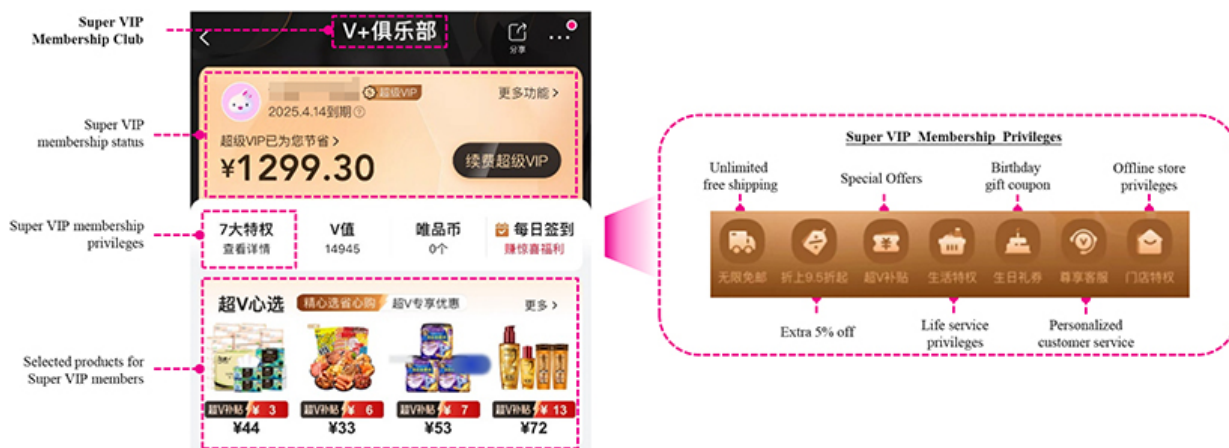 Super VIP
Membership Club
V+俱乐部
分享
超级VIP
更多功能 >
2025.4.14到期
Super VIP
membership status
超级VIP已为您节省 >
¥1299.30
续费超级VIP
Super VIP membership
privileges
7大特权
查看详情
V值
14945
唯品币
0个
每日签到
赚惊喜福利
超V心选
精心选省心购
超V专享优惠
更多 >
Selected products for
Super VIP members
超V补贴 ¥ 3
¥44
超V补贴 ¥ 6
¥33
超V补贴 ¥ 7
¥53
超V补贴 ¥ 13
¥72
Super VIP Membership Privileges
Unlimited
free shipping
Special Offers
Birthday
gift coupon
Offline store
privileges
无限免邮
折上9.5折起
超V补贴
生活特权
生日礼券
尊享客服
门店特权
Extra 5% off
Life service
privileges
Personalized
customer service